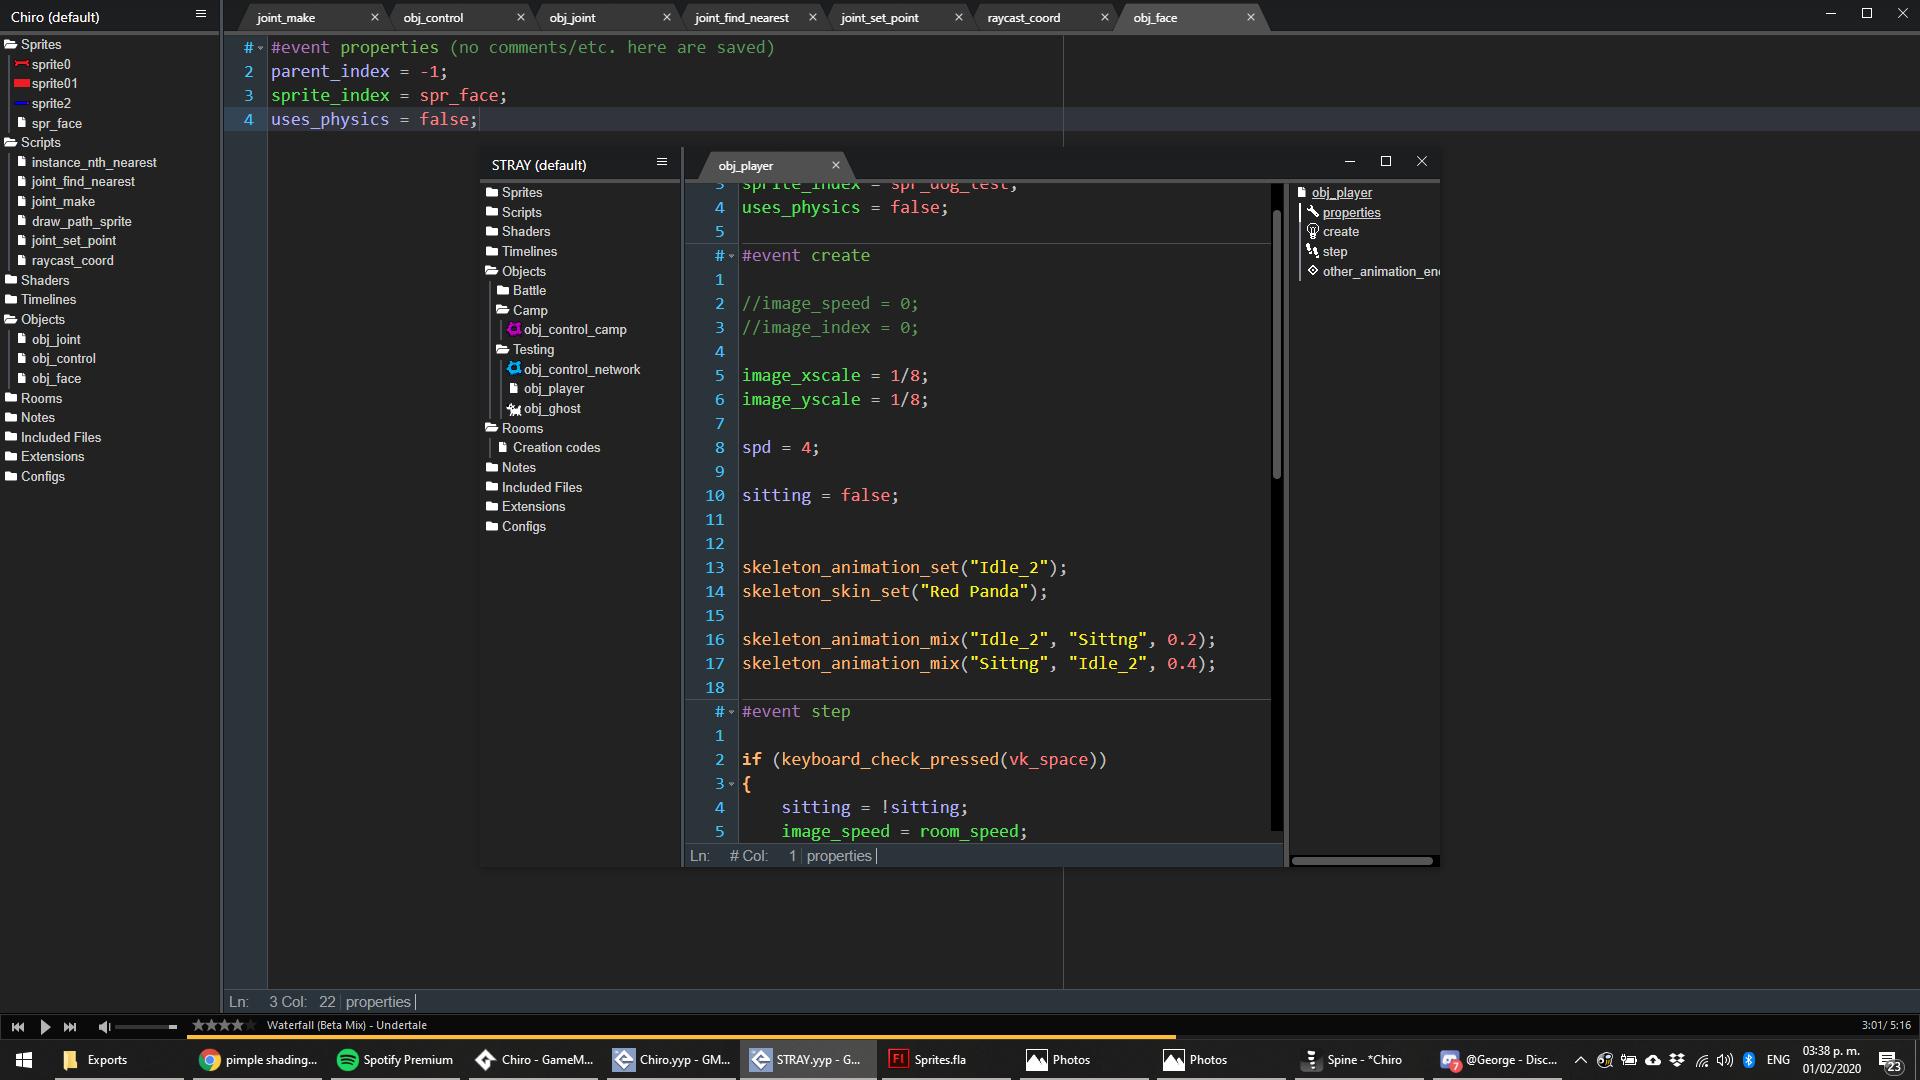 Chiro (default)
joint_make
obj_control
obj_joint
joint_find_nearest
joint_set_point
raycast_coord
obj_face
Sprites
sprite0
sprite01
sprite2
spr_face
Scripts
instance_nth_nearest
joint_find_nearest
joint_make
draw_path_sprite
joint_set_point
raycast_coord
Shaders
Timelines
Objects
obj_joint
obj_control
obj_face
Rooms
Notes
Included Files
Extensions
Configs
# #event properties (no comments/etc. here are saved)
2 parent_index = -1;
3 sprite_index = spr_face;
4 uses_physics = false;
STRAY (default)
obj_player
Sprites
Scripts
Shaders
Timelines
Objects
Battle
Camp
obj_control_camp
Testing
obj_control_network
obj_player
obj_ghost
Rooms
Creation codes
Notes
Included Files
Extensions
Configs
3 sprite_index = spr_dog_test;
4 uses_physics = false;
5
# #event create
1
2 //image_speed = 0;
3 //image_index = 0;
4
5 image_xscale = 1/8;
6 image_yscale = 1/8;
7
8 spd = 4;
9
10 sitting = false;
11
12
13 skeleton_animation_set("Idle_2");
14 skeleton_skin_set("Red Panda");
15
16 skeleton_animation_mix("Idle_2", "Sittng", 0.2);
17 skeleton_animation_mix("Sittng", "Idle_2", 0.4);
18
# #event step
1
2 if (keyboard_check_pressed(vk_space))
3 {
4 sitting = !sitting;
5 image_speed = room_speed;
Ln: # Col: 1 properties
obj_player
properties
create
step
other_animation_en
Ln: 3 Col: 22 properties
Waterfall (Beta Mix) - Undertale
3:01/ 5:16
Exports
pimple shading...
Spotify Premium
Chiro - GameM...
Chiro.yyp - GM...
STRAY.yyp - G...
Fl
Sprites.fla
Photos
Photos
Spine - *Chiro
7
@George - Disc...
ENG
03:38 p. m.
01/02/2020
23